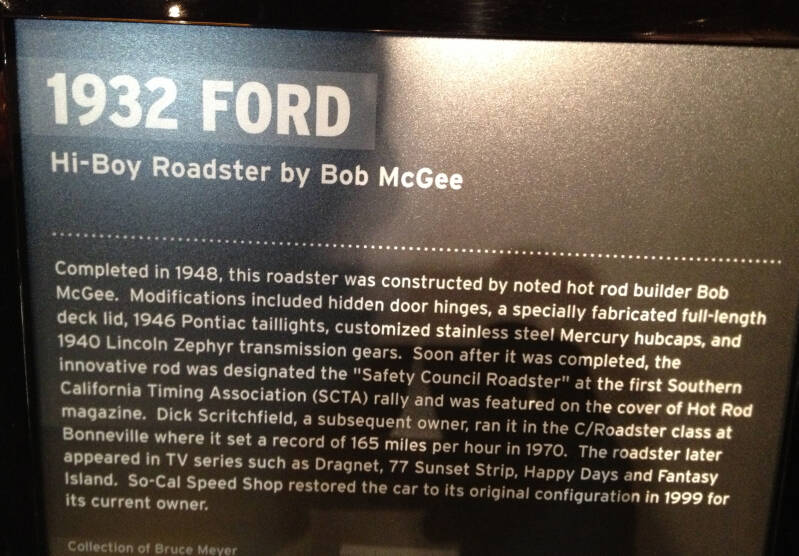 1932 FORD
Hi-Boy Roadster by Bob McGee
Completed in 1948, this roadster was constructed by noted hot rod builder Bob
McGee. Modifications included hidden door hinges, a specially fabricated full-length
deck lid, 1946 Pontiac taillights, customized stainless steel Mercury hubcaps, and
1940 Lincoln Zephyr transmission gears. Soon after it was completed, the
innovative rod was designated the "Safety Council Roadster" at the first Southern
California Timing Association (SCTA) rally and was featured on the cover of Hot Rod
magazine. Dick Scritchfield, a subsequent owner, ran it in the C/Roadster class at
Bonneville where it set a record of 165 miles per hour in 1970. The roadster later
appeared in TV series such as Dragnet, 77 Sunset Strip, Happy Days and Fantasy
Island. So-Cal Speed Shop restored the car to its original configuration in 1999 for
its current owner.
Collection of Bruce Meyer